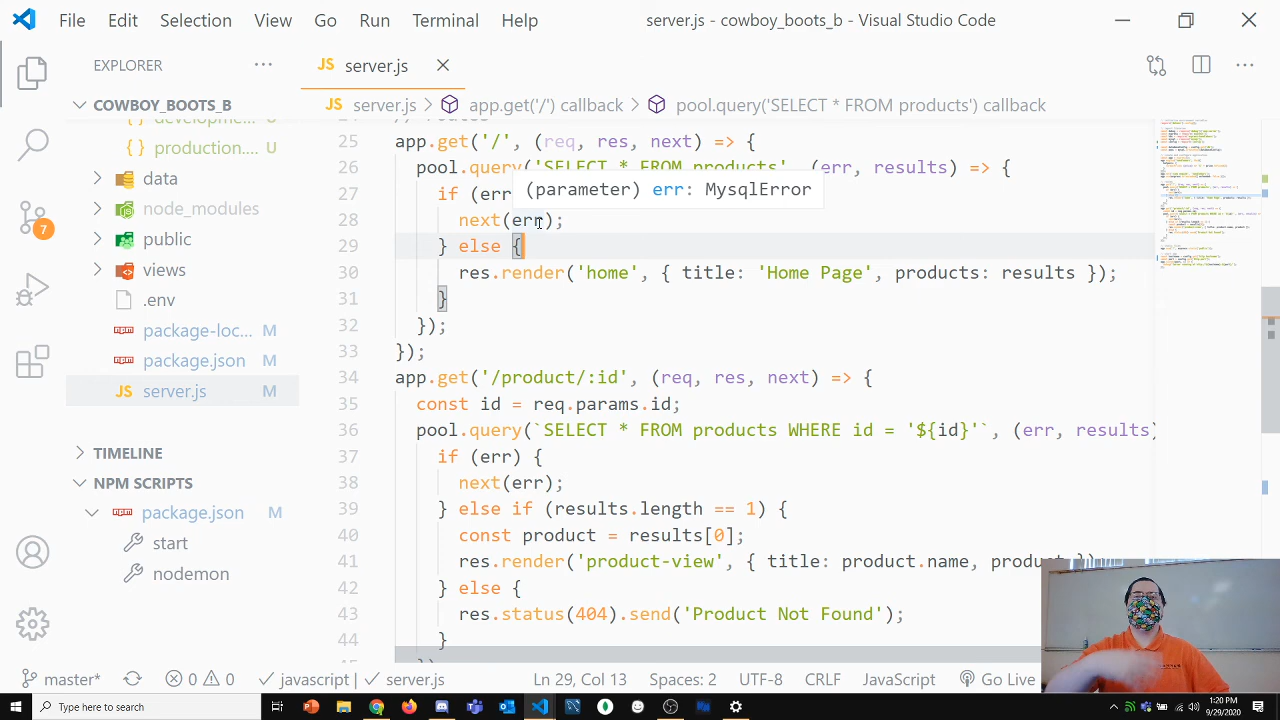 File Edit Selection View Go Run Terminal Help
server.js - cowboy_boots_b - Visual Studio Code
EXPLORER
JS server.js
COWBOY_BOOTS_B
JS server.js > app.get('/') callback > pool.query('SELECT * FROM products') callback
{} developme... U
{} production.... U
data
node_modules
public
views
.env
package-loc... M
package.json M
JS server.js M
TIMELINE
NPM SCRIPTS
package.json M
start
nodemon
7
25 app.get (req, res, next) =>
26 pool.que 'SELECT * FROM products (err, results) => {
(parameter) err: MysqlError
27 if
28 next(err);
29 } else {
30 res.render('home', { title: 'Home Page', products: results });
31 }
32 });
33 });
34 app.get('/product/:id', (req, res, next) => {
35 const id = req.params.id;
36 pool.query(`SELECT * FROM products WHERE id = '${id}'`, (err, results)
37 if (err) {
38 next(err);
39 } else if (results.length == 1) {
40 const product = results[0];
41 res.render('product-view', { title: product.name, product });
42 } else {
43 res.status(404).send('Product Not Found');
44 }
master* 0 0 javascript | server.js Ln 29, Col 13 Spaces: 2 UTF-8 CRLF JavaScript Go Live
Type here to search
1:20 PM
9/29/2020